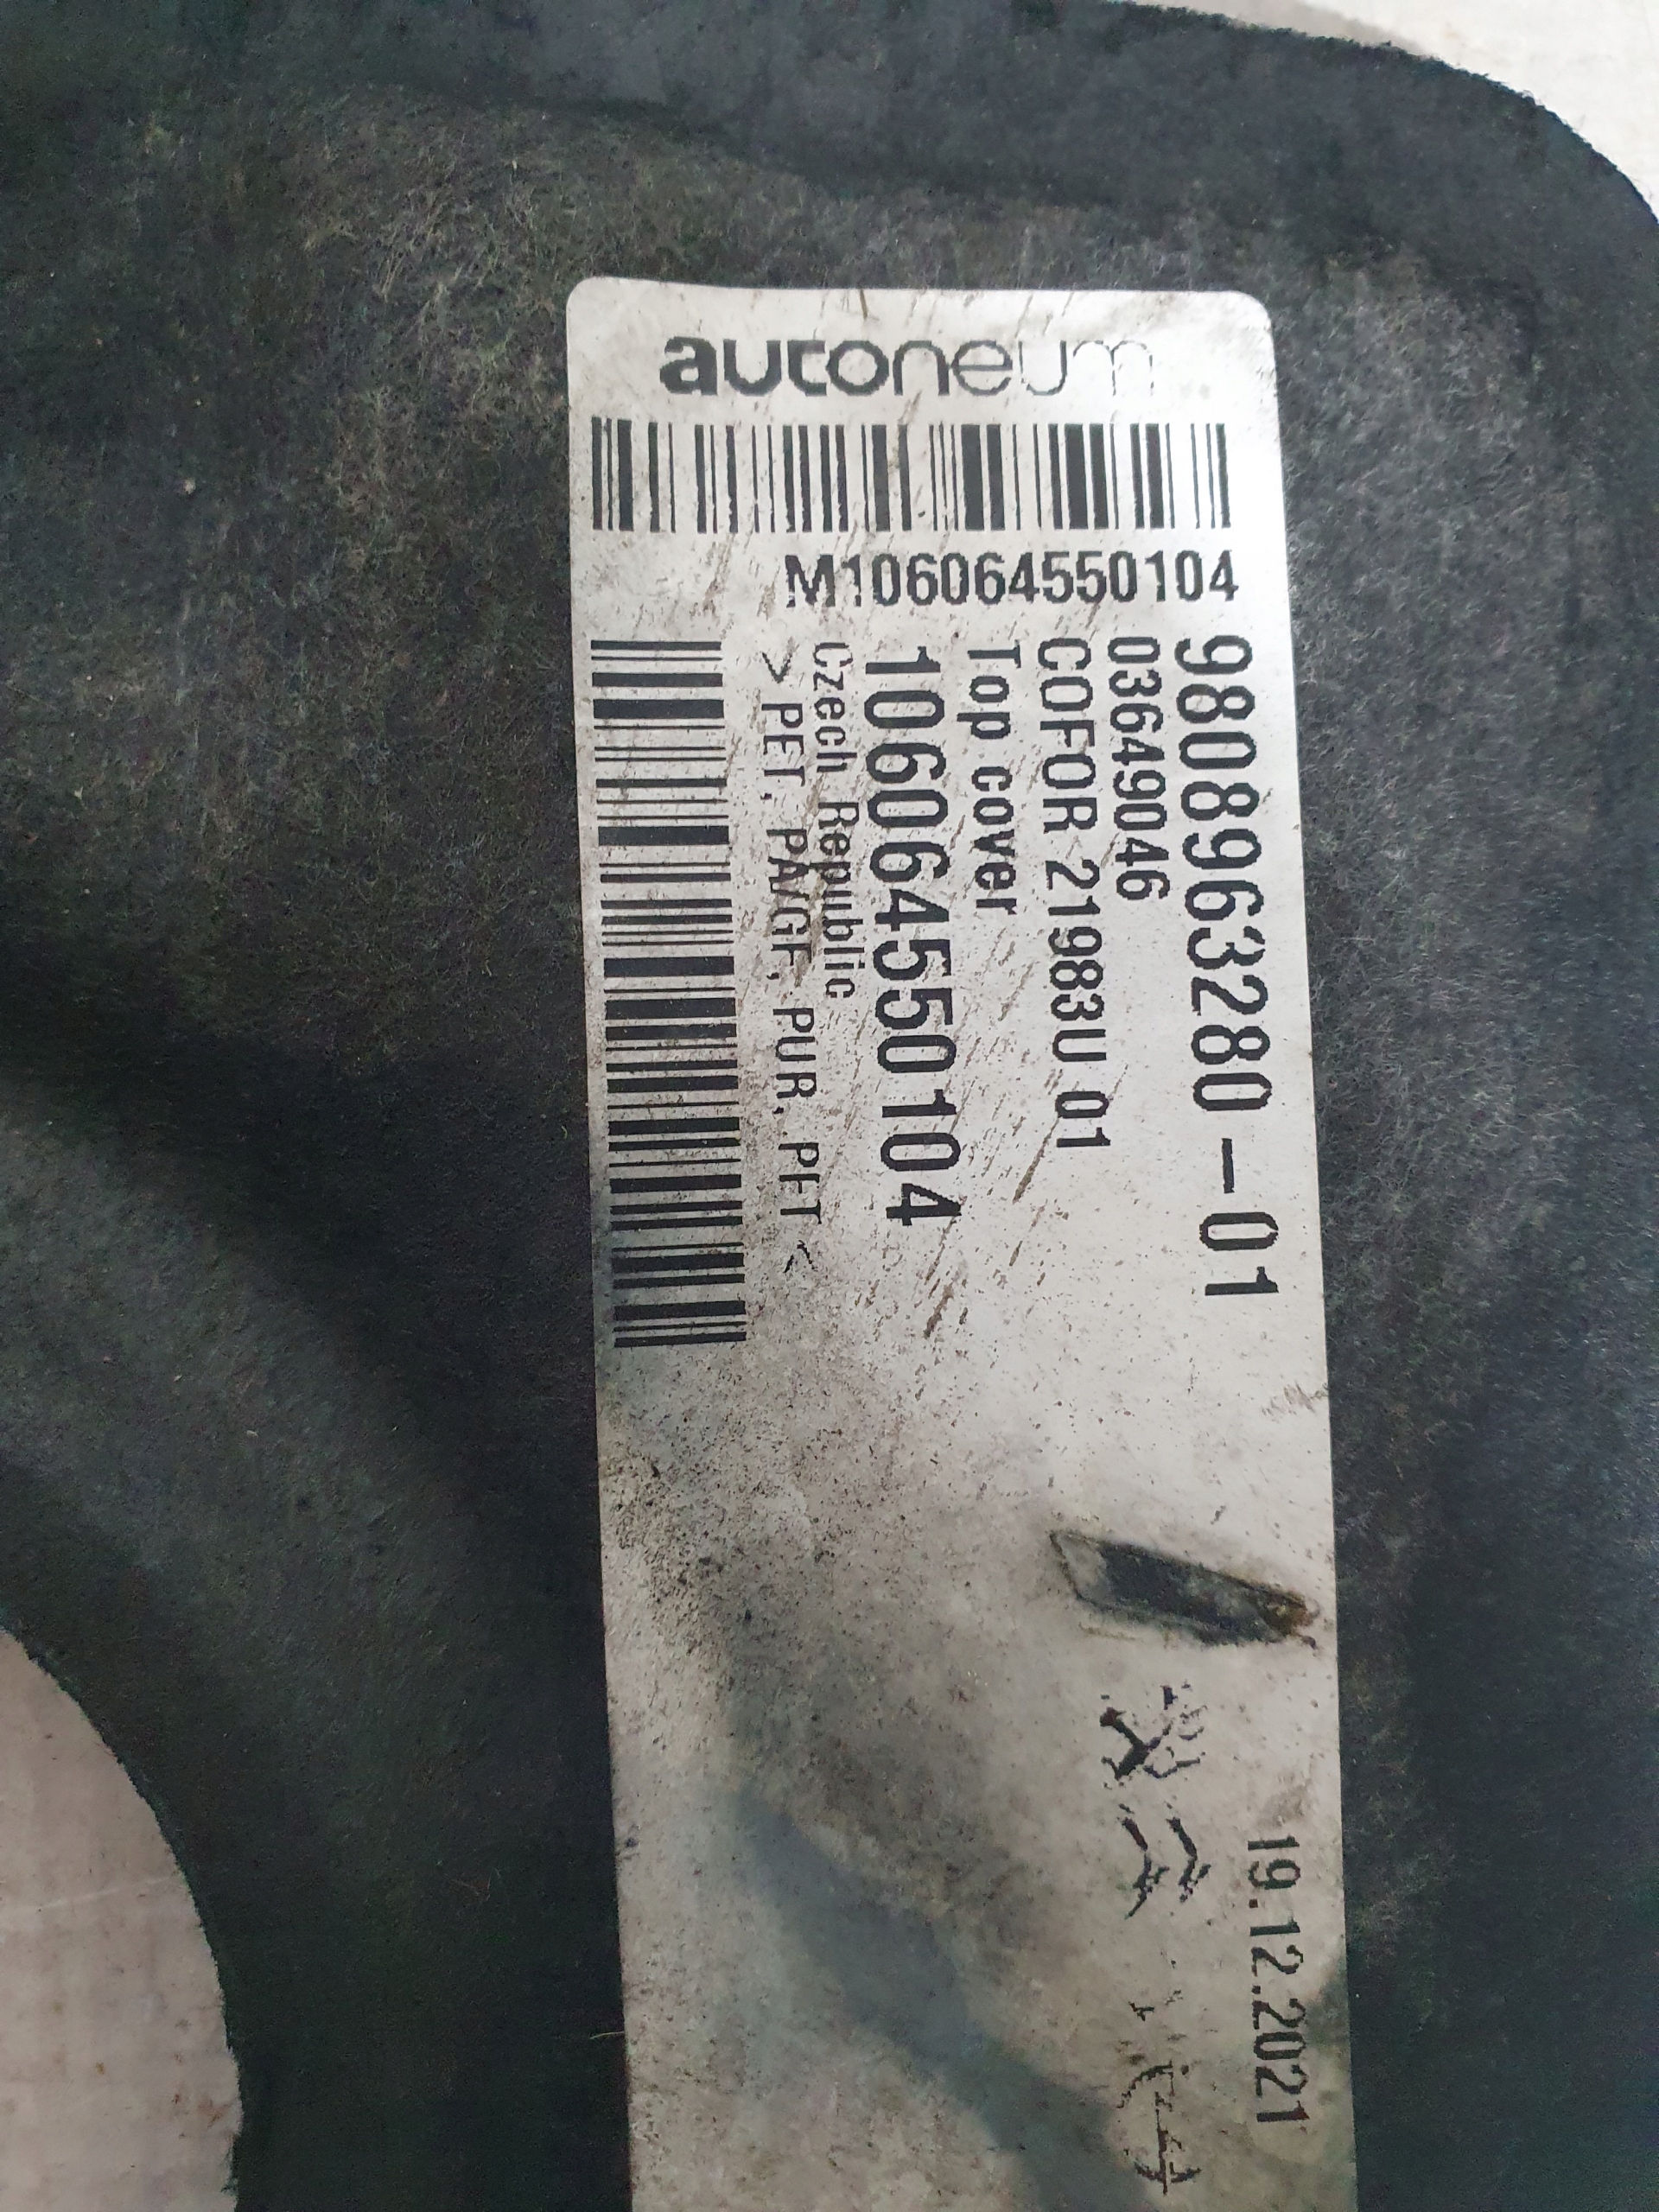 autoneum
M106064550104
9808963280-01
036490046
COFOR 21983U 01
Top cover
106064550104
Czech Republic
> PET, PA/GF, PUR, PET <
19.12.2021